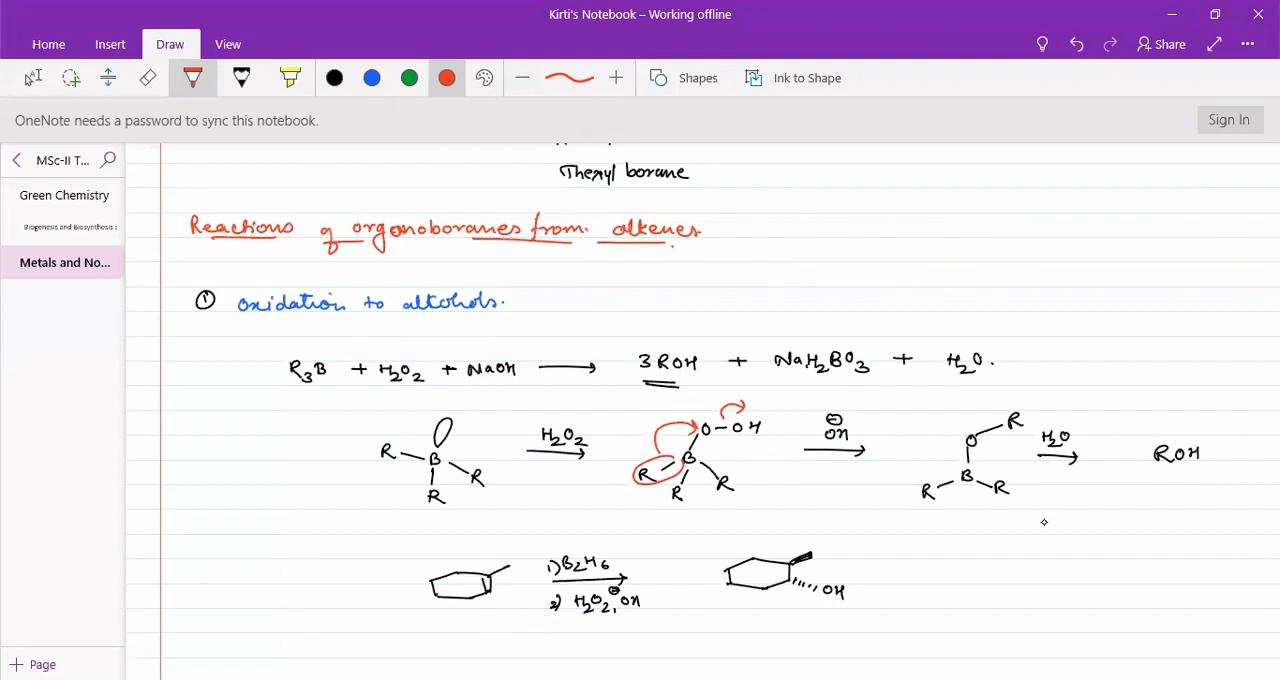 Kirti's Notebook – Working offline
Home Insert Draw View Share
Shapes Ink to Shape
OneNote needs a password to sync this notebook. Sign In
MSc-II T...
Green Chemistry
Biogenesis and Biosynthesis
Metals and No...
Thexyl borane
Reactions of organoboranes from alkenes
① oxidation to alcohols.
R₃B + H₂O₂ + NaOH ⟶ 3ROH + NaH₂BO₃ + H₂O.
R B R R H₂O₂ R B R R O-OH ⊖OH R B R O R H₂O ROH
1) B₂H₆
2) H₂O₂, ⊖OH
OH
+ Page